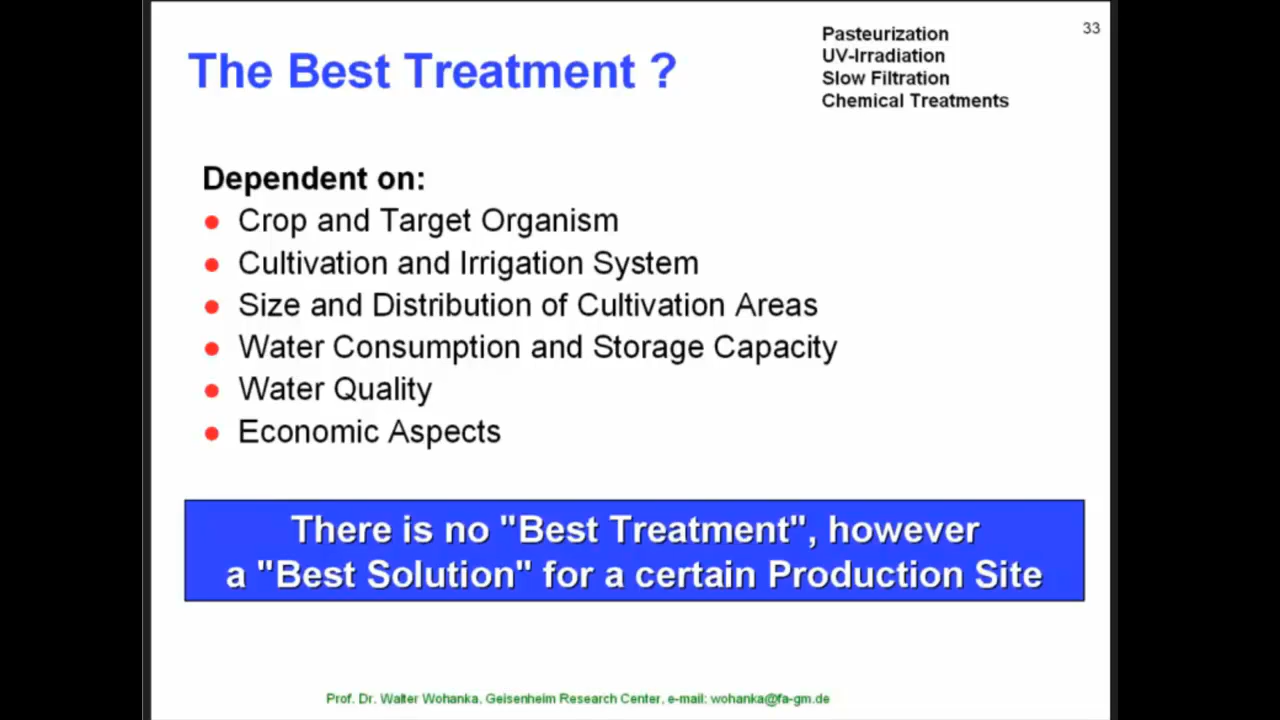 33
The Best Treatment ?
Pasteurization
UV-Irradiation
Slow Filtration
Chemical Treatments
Dependent on:
Crop and Target Organism
Cultivation and Irrigation System
Size and Distribution of Cultivation Areas
Water Consumption and Storage Capacity
Water Quality
Economic Aspects
There is no "Best Treatment", however
a "Best Solution" for a certain Production Site
Prof. Dr. Walter Wohanka, Geisenheim Research Center, e-mail: wohanka@fa-gm.de